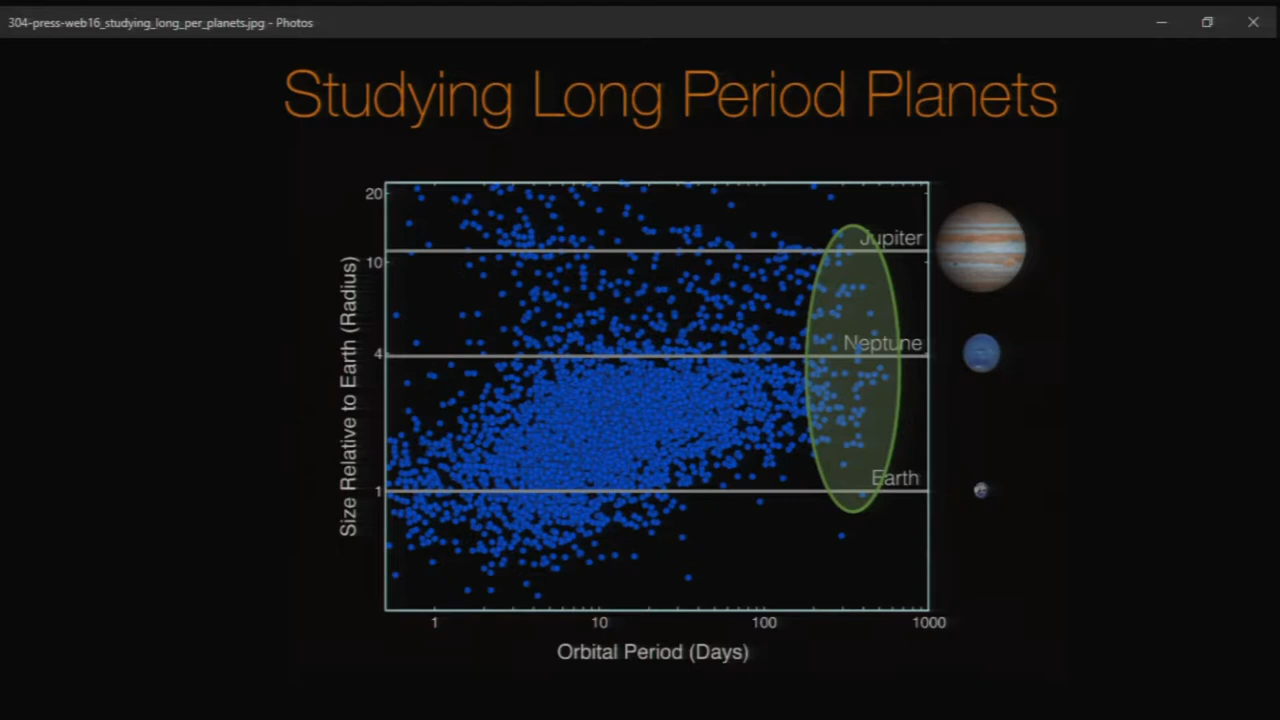 304-press-web16_studying_long_per_planets.jpg - Photos
Studying Long Period Planets
Size Relative to Earth (Radius)
20
10
4
1
Jupiter
Neptune
Earth
1 10 100 1000
Orbital Period (Days)